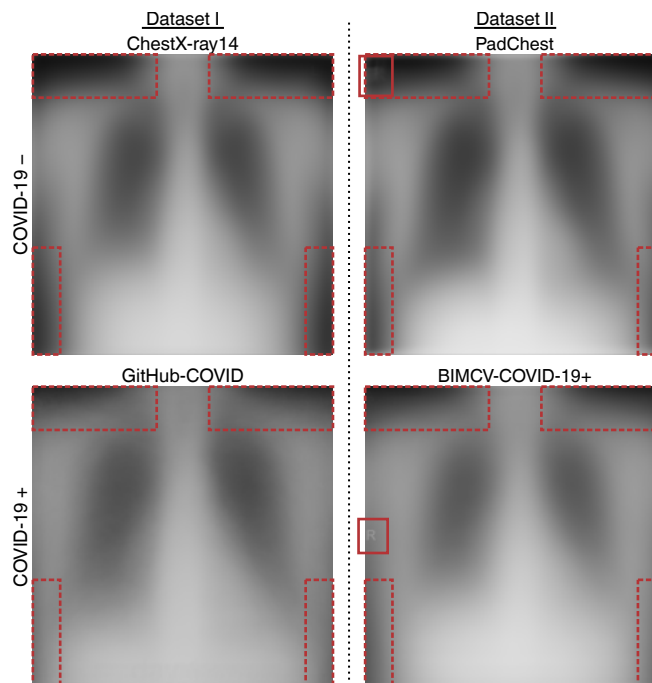 Dataset I
Dataset II
ChestX-ray14
PadChest
COVID-19 –
GitHub-COVID
BIMCV-COVID-19+
COVID-19 +
R